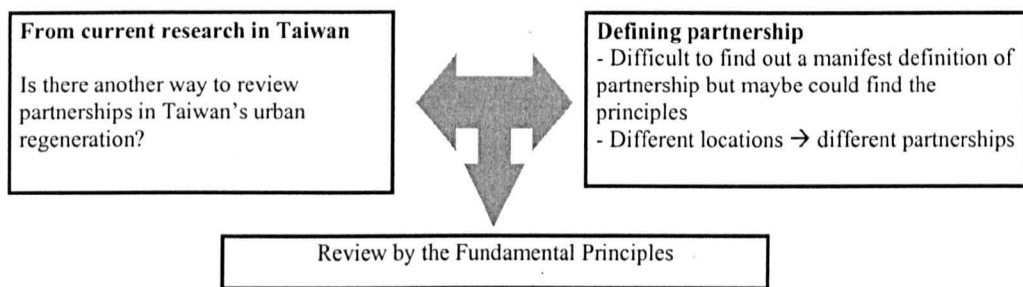 From current research in Taiwan
Is there another way to review
partnerships in Taiwan's urban
regeneration?
Defining partnership
- Difficult to find out a manifest definition of
partnership but maybe could find the
principles
- Different locations → different partnerships
Review by the Fundamental Principles